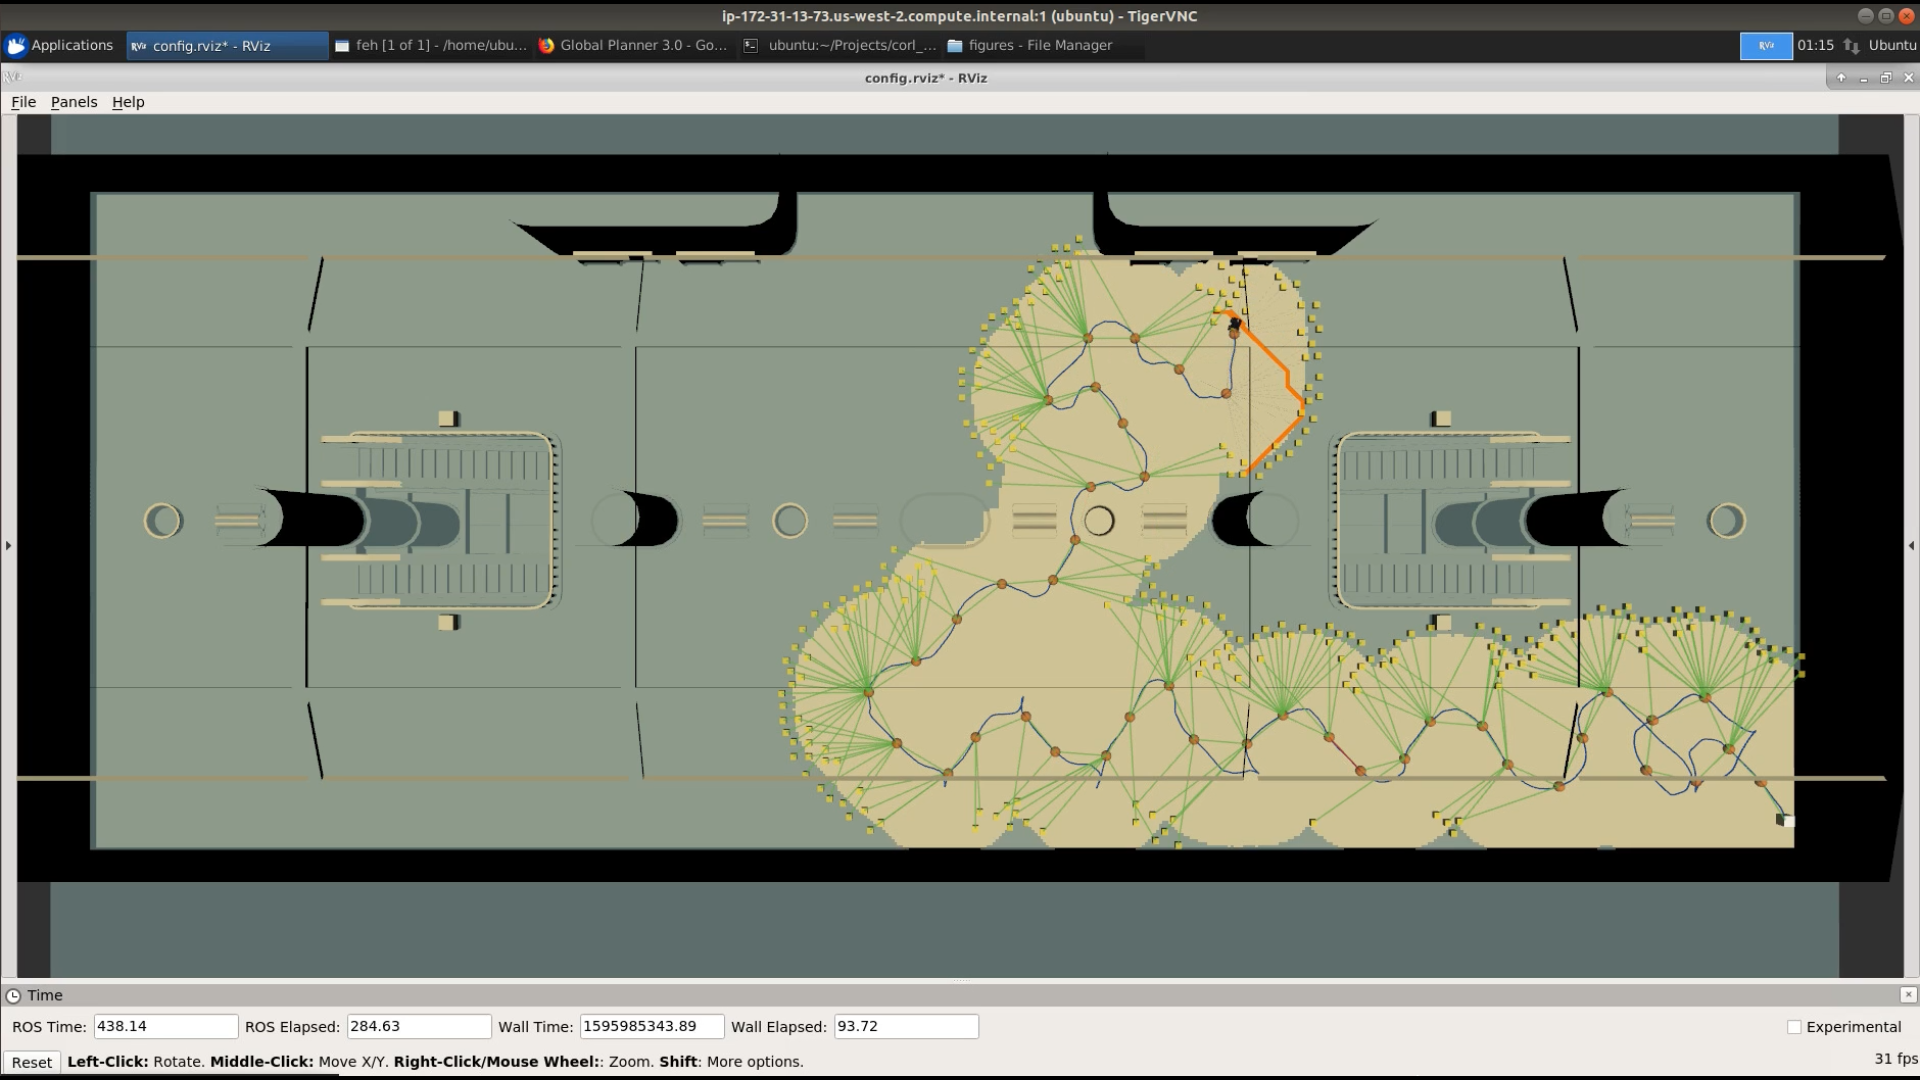 ip-172-31-13-73.us-west-2.compute.internal:1 (ubuntu) - TigerVNC
Applications RViz config.rviz* - RViz feh [1 of 1] - /home/ubu... Global Planner 3.0 - Go... ubuntu:~/Projects/corl_... figures - File Manager RViz 01:15 Ubuntu
RViz config.rviz* - RViz
File Panels Help
Time
ROS Time: 438.14 ROS Elapsed: 284.63 Wall Time: 1595985343.89 Wall Elapsed: 93.72 Experimental
Reset Left-Click: Rotate. Middle-Click: Move X/Y. Right-Click/Mouse Wheel:: Zoom. Shift: More options. 31 fps